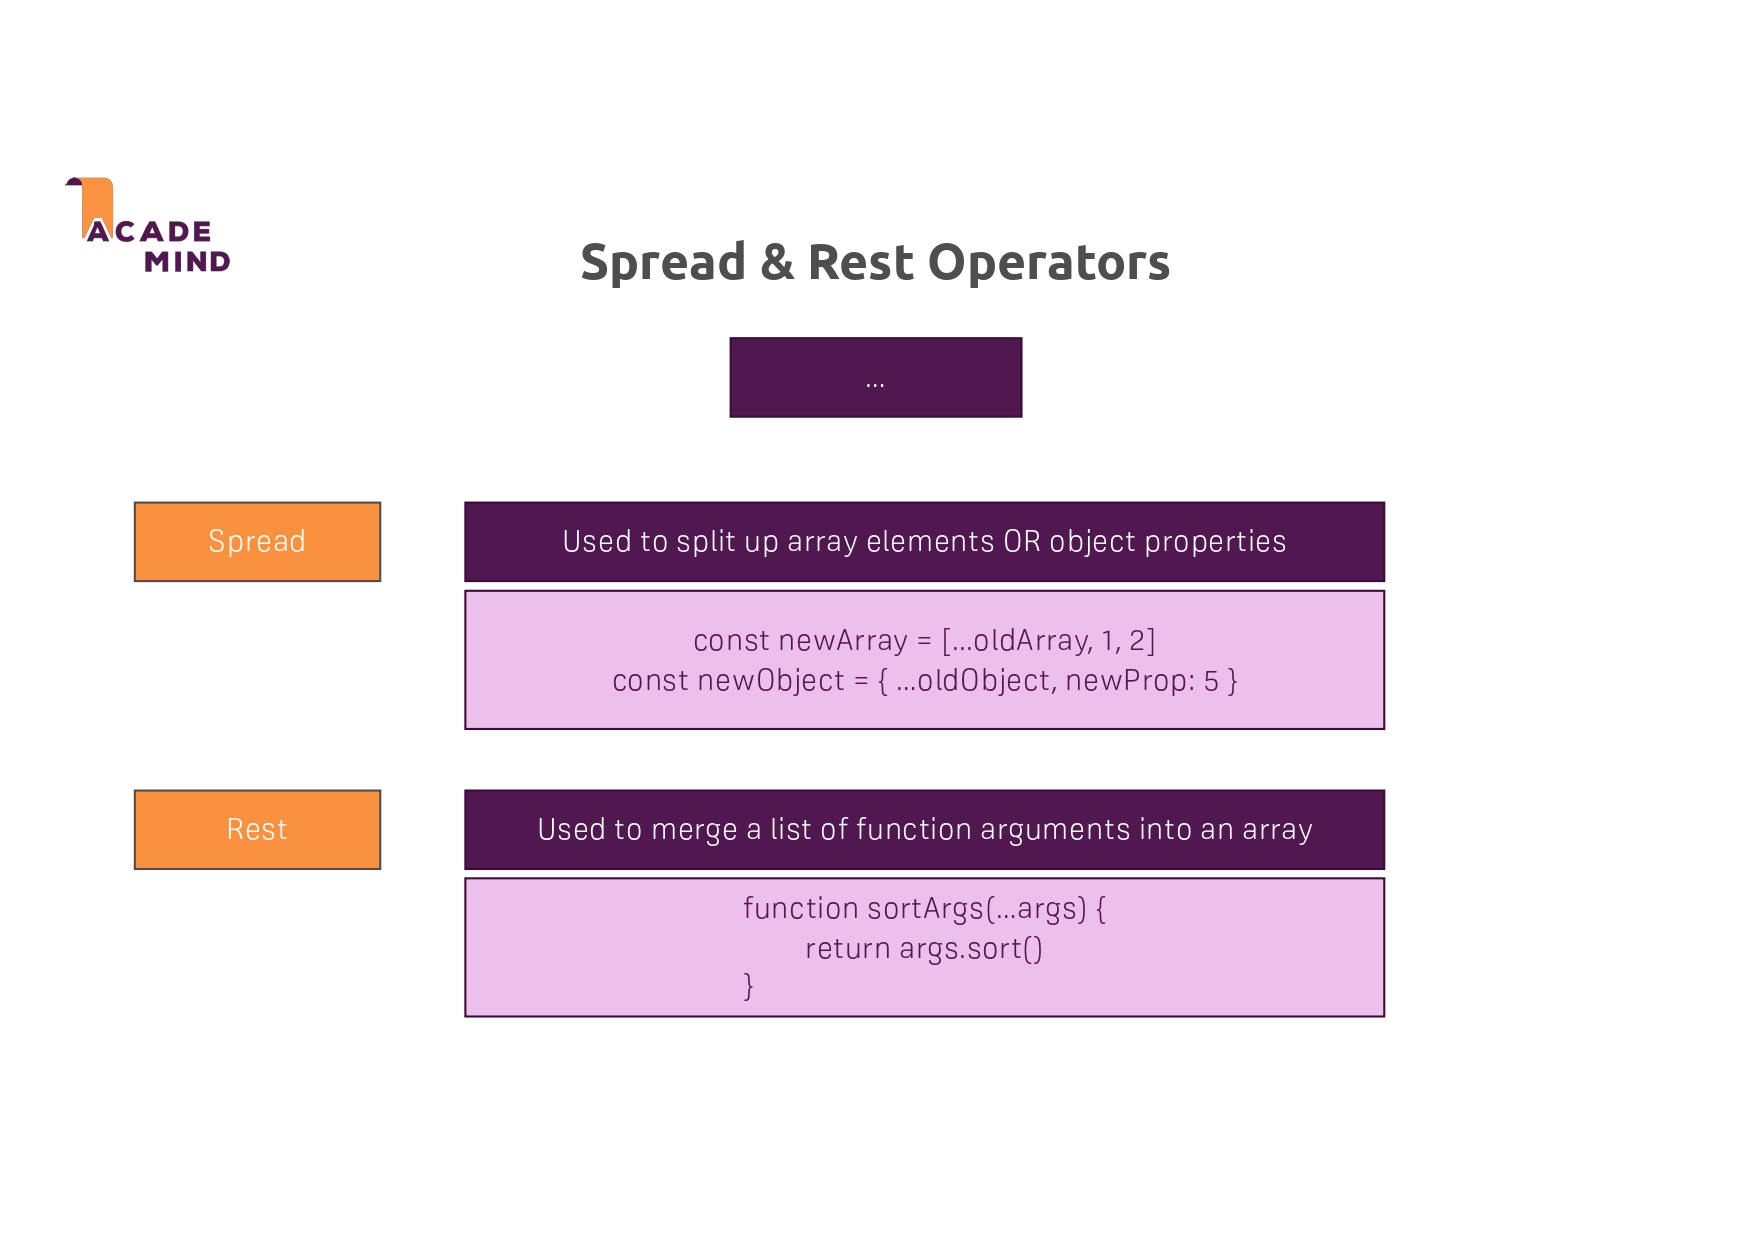 ACADE
MIND
Spread & Rest Operators
...
Spread
Used to split up array elements OR object properties
const newArray = [...oldArray, 1, 2]
const newObject = { ...oldObject, newProp: 5 }
Rest
Used to merge a list of function arguments into an array
function sortArgs(...args) {
return args.sort()
}